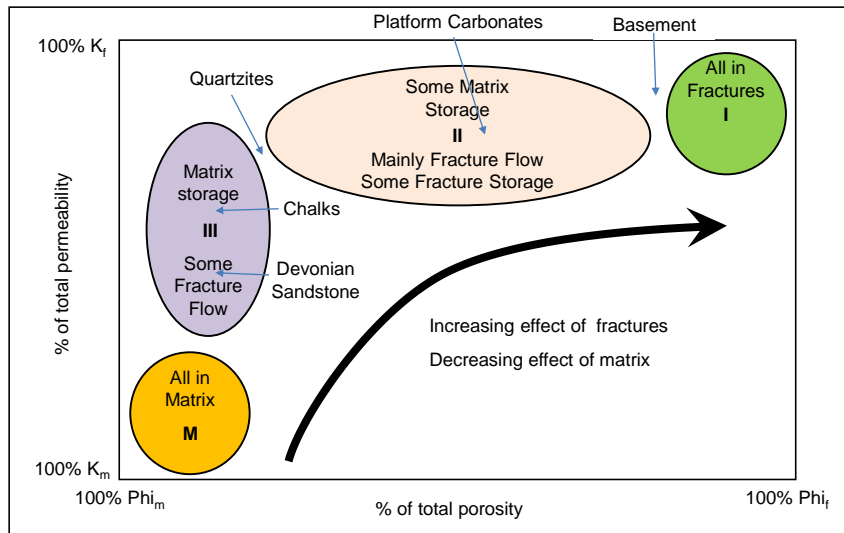 Platform Carbonates
Basement
100% Kf
Quartzites
All in
Fractures
I
Some Matrix
Storage
II
Mainly Fracture Flow
Some Fracture Storage
Matrix
storage
III
Some
Fracture
Flow
Chalks
Devonian
Sandstone
% of total permeability
Increasing effect of fractures
Decreasing effect of matrix
All in
Matrix
M
100% Km
100% Phim
% of total porosity
100% Phif